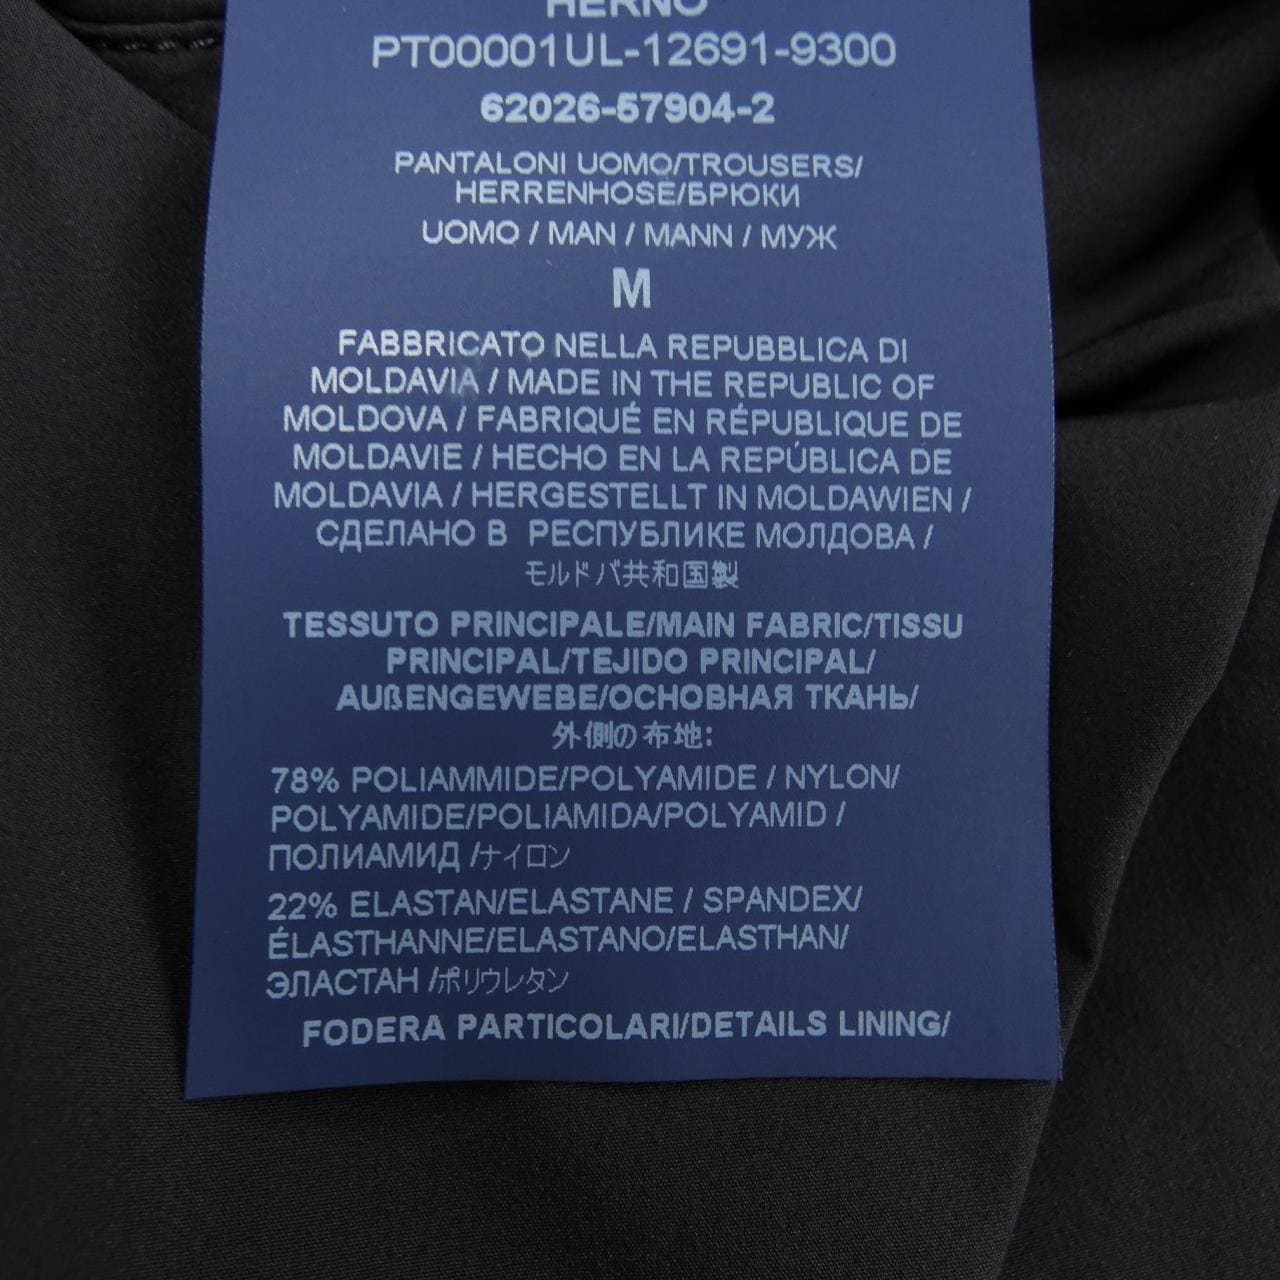 HERNO
PT00001UL-12691-9300
62026-57904-2
PANTALONI UOMO/TROUSERS/
HERRENHOSE/БРЮКИ
UOMO / MAN / MANN / МУЖ
M
FABBRICATO NELLA REPUBBLICA DI
MOLDAVIA / MADE IN THE REPUBLIC OF
MOLDOVA / FABRIQUÉ EN RÉPUBLIQUE DE
MOLDAVIE / HECHO EN LA REPÚBLICA DE
MOLDAVIA / HERGESTELLT IN MOLDAWIEN /
СДЕЛАНО В РЕСПУБЛИКЕ МОЛДОВА /
モルドバ共和国製
TESSUTO PRINCIPALE/MAIN FABRIC/TISSU
PRINCIPAL/TEJIDO PRINCIPAL/
AUßENGEWEBE/ОСНОВНАЯ ТКАНЬ/
外側の布地:
78% POLIAMMIDE/POLYAMIDE / NYLON/
POLYAMIDE/POLIAMIDA/POLYAMID /
ПОЛИАМИД /ナイロン
22% ELASTAN/ELASTANE / SPANDEX/
ÉLASTHANNE/ELASTANO/ELASTHAN/
ЭЛАСТАН /ポリウレタン
FODERA PARTICOLARI/DETAILS LINING/